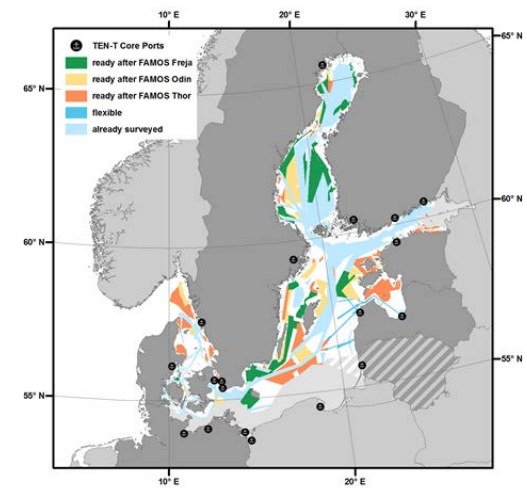 10° E
20° E
30° E
TEN-T Core Ports
ready after FAMOS Freja
ready after FAMOS Odin
ready after FAMOS Thor
flexible
already surveyed
65° N
65° N
60° N
60° N
55° N
55° N
10° E
20° E